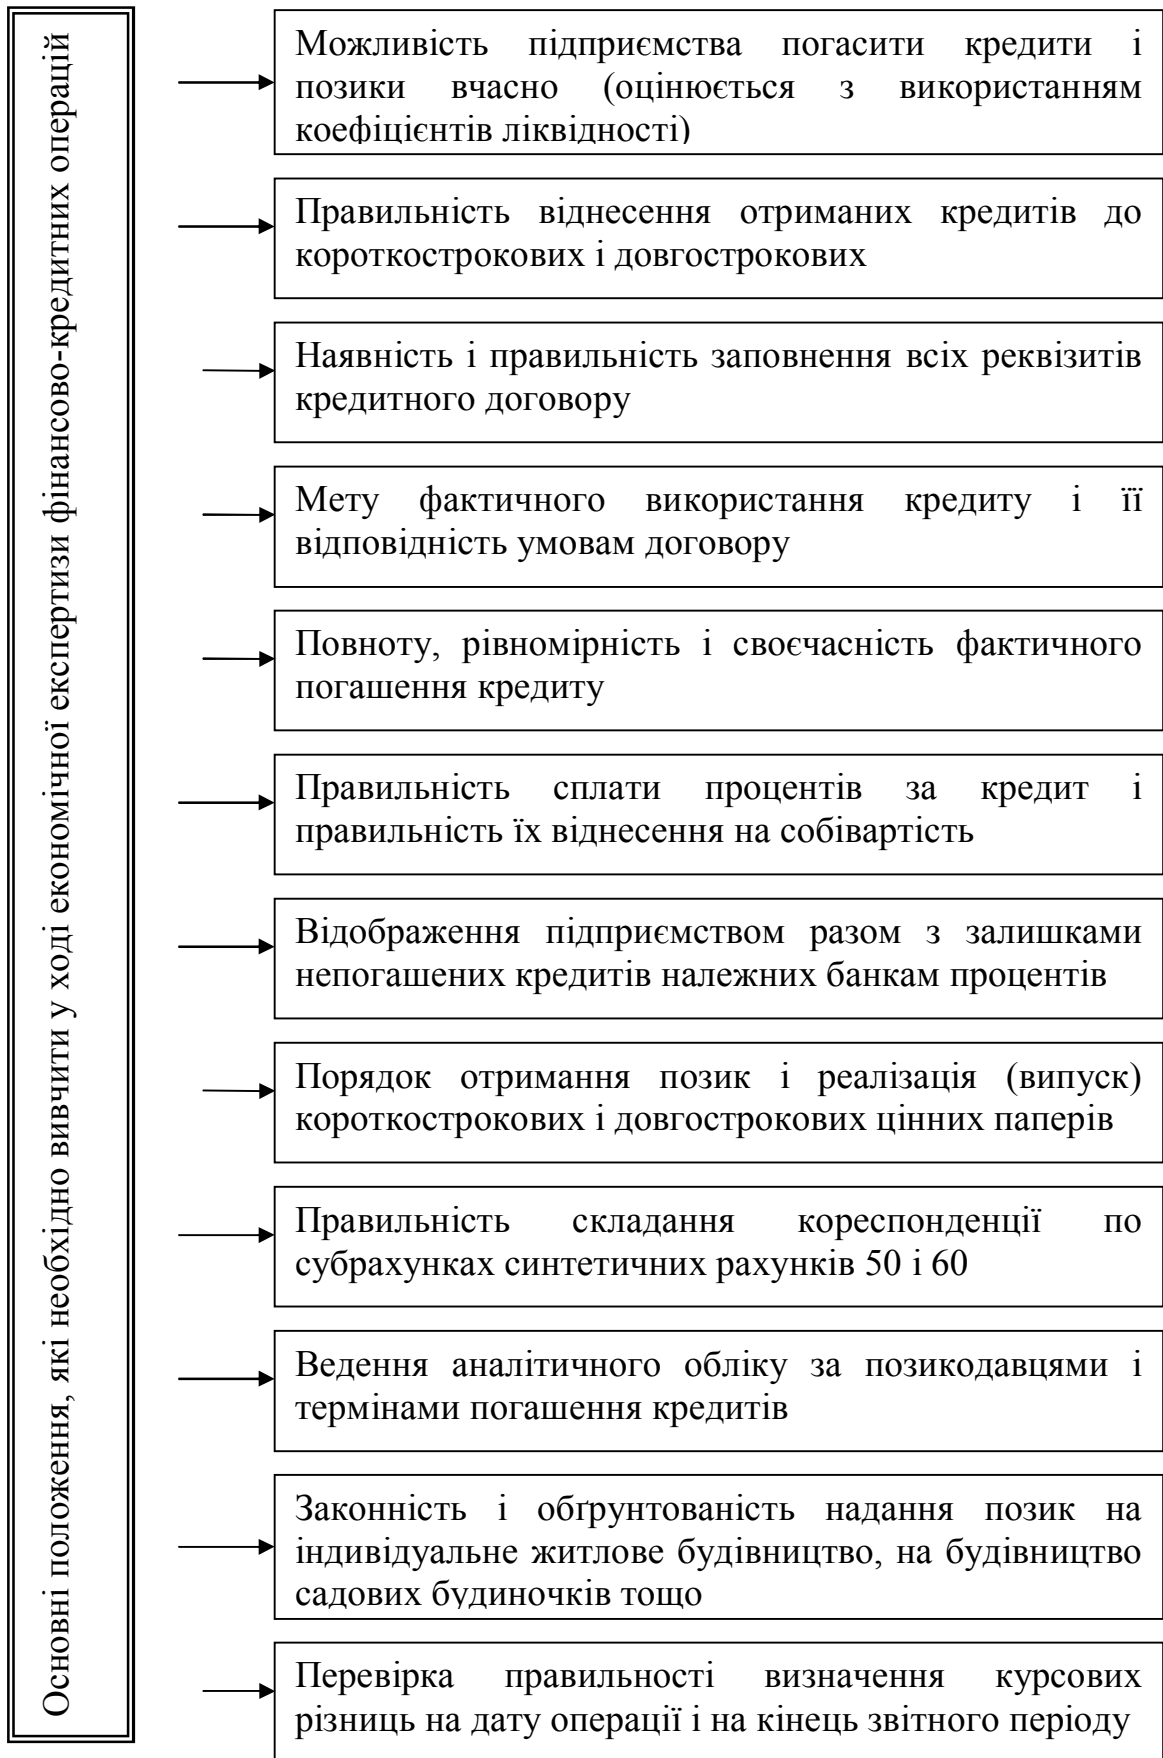 Основні положення, які необхідно вивчити у ході економічної експертизи фінансово-кредитних операцій
Можливість підприємства погасити кредити і
позики вчасно (оцінюється з використанням
коефіцієнтів ліквідності)
Правильність віднесення отриманих кредитів до
короткострокових і довгострокових
Наявність і правильність заповнення всіх реквізитів
кредитного договору
Мету фактичного використання кредиту і її
відповідність умовам договору
Повноту, рівномірність і своєчасність фактичного
погашення кредиту
Правильність сплати процентів за кредит і
правильність їх віднесення на собівартість
Відображення підприємством разом з залишками
непогашених кредитів належних банкам процентів
Порядок отримання позик і реалізація (випуск)
короткострокових і довгострокових цінних паперів
Правильність складання кореспонденції по
субрахунках синтетичних рахунків 50 і 60
Ведення аналітичного обліку за позикодавцями і
термінами погашення кредитів
Законність і обґрунтованість надання позик на
індивідуальне житлове будівництво, на будівництво
садових будиночків тощо
Перевірка правильності визначення курсових
різниць на дату операції і на кінець звітного періоду